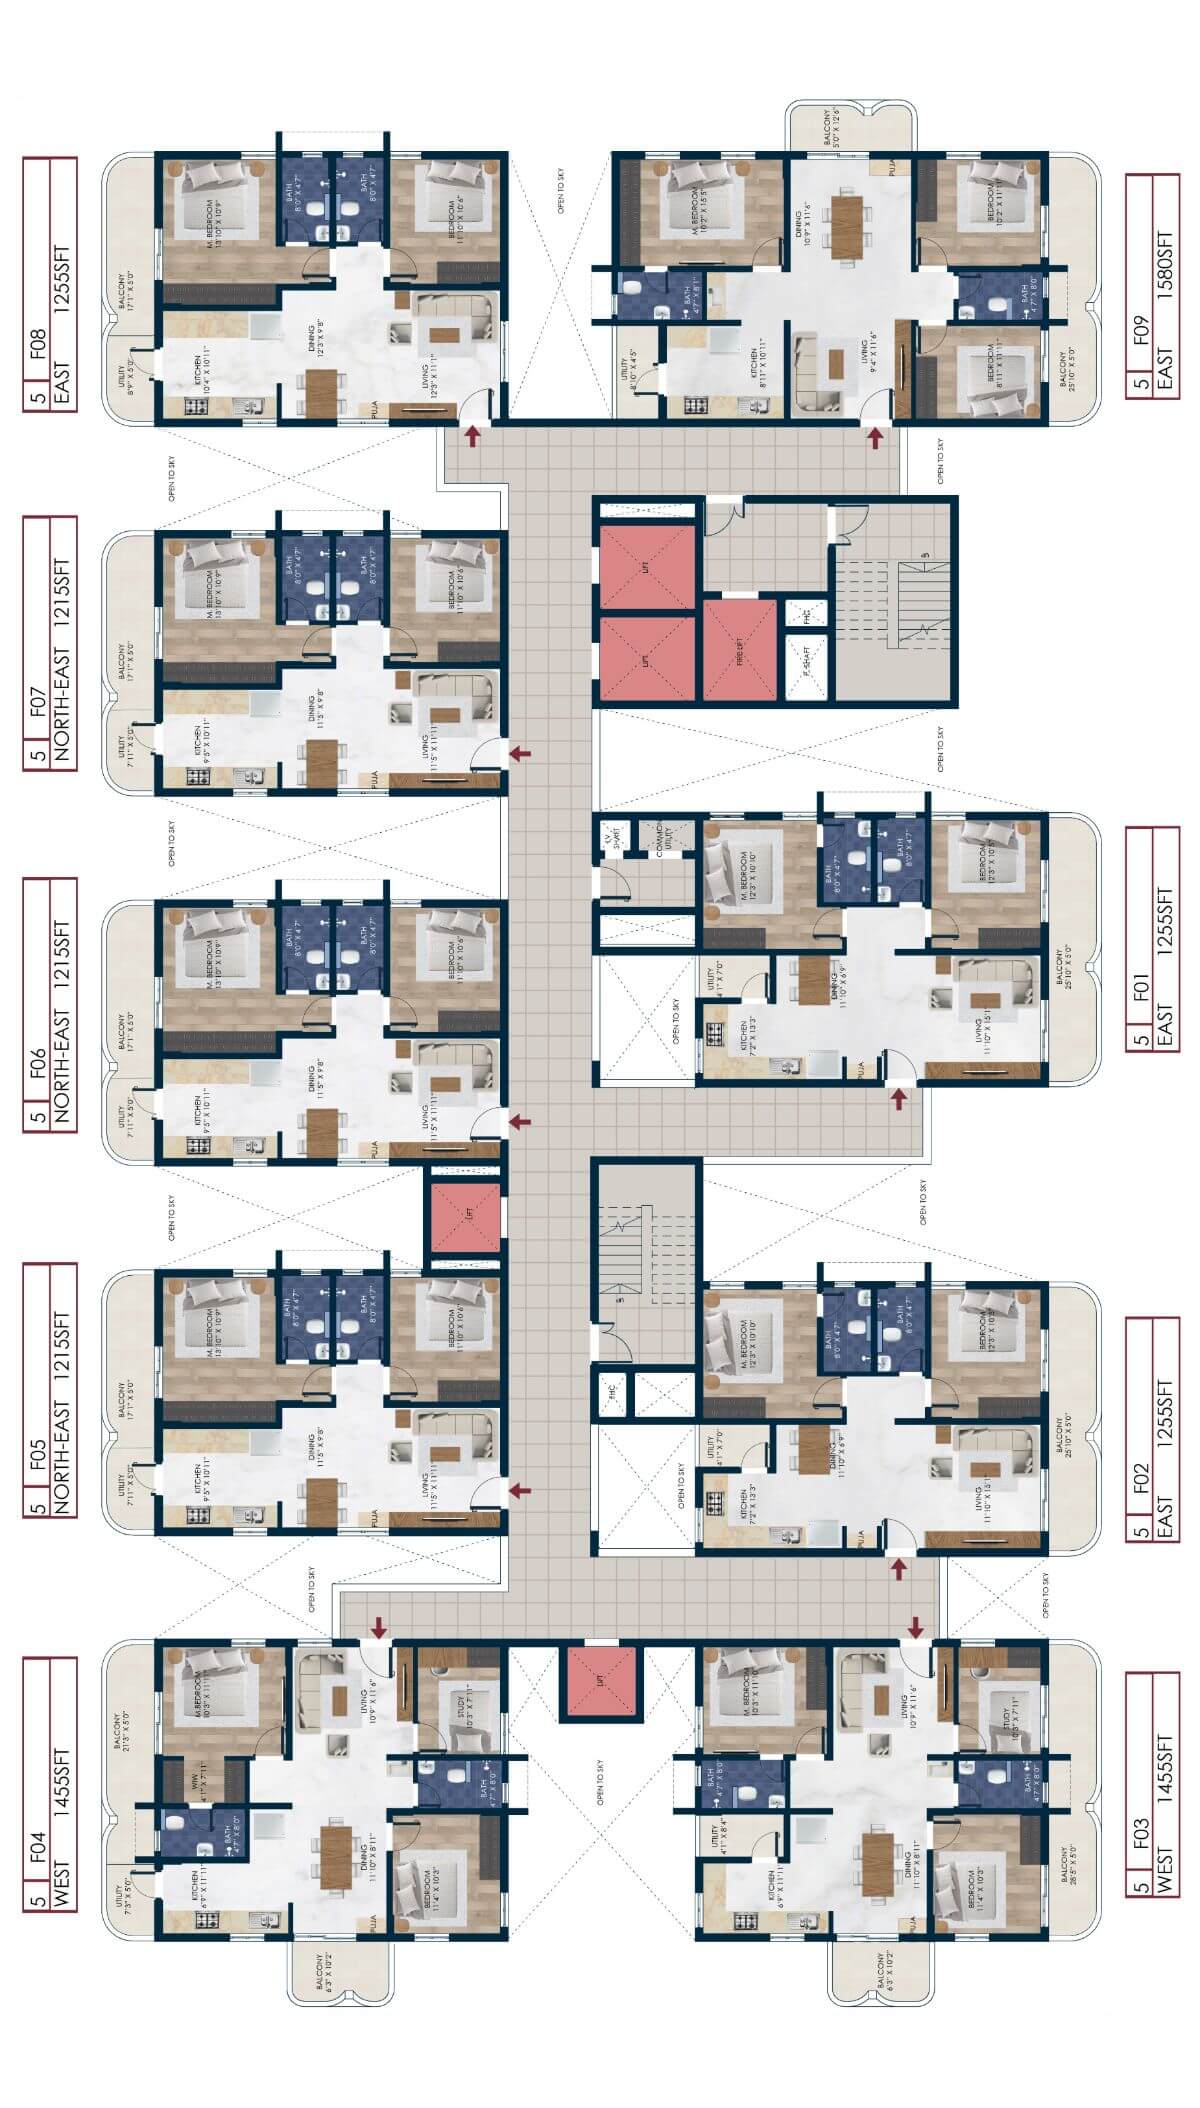 5 F08
EAST 1255SFT
BALCONY
17'1" X 5'0"
UTILITY
8'9" X 5'0"
M. BEDROOM
13'10" X 10'9"
BATH
8'0" X 4'7"
BATH
8'0" X 4'7"
BEDROOM
11'10" X 10'6"
KITCHEN
10'4" X 10'11"
DINING
12'3" X 9'8"
LIVING
12'3" X 11'1"
PUJA
OPEN TO SKY
5 F09
EAST 1580SFT
BALCONY
5'0" X 12'6"
M. BEDROOM
10'2" X 15'5"
DINING
10'9" X 11'6"
PUJA
BEDROOM
10'2" X 11'11"
BATH
4'7" X 8'1"
BATH
4'7" X 8'0"
UTILITY
8'10" X 4'5"
KITCHEN
8'11" X 10'11"
LIVING
9'4" X 11'6"
BEDROOM
8'11" X 11'11"
BALCONY
25'10" X 5'0"
OPEN TO SKY
OPEN TO SKY
5 F07
NORTH-EAST 1215SFT
BALCONY
17'1" X 5'0"
UTILITY
7'11" X 5'0"
M. BEDROOM
13'10" X 10'9"
BATH
8'0" X 4'7"
BATH
8'0" X 4'7"
BEDROOM
11'10" X 10'6"
KITCHEN
9'5" X 10'11"
DINING
11'5" X 9'8"
LIVING
11'5" X 11'11"
PUJA
LIFT
LIFT
FIRE LIFT
FHC
P. SHAFT
OPEN TO SKY
OPEN TO SKY
5 F06
NORTH-EAST 1215SFT
BALCONY
17'1" X 5'0"
UTILITY
7'11" X 5'0"
M. BEDROOM
13'10" X 10'9"
BATH
8'0" X 4'7"
BATH
8'0" X 4'7"
BEDROOM
11'10" X 10'6"
KITCHEN
9'5" X 10'11"
DINING
11'5" X 9'8"
LIVING
11'5" X 11'11"
PUJA
SHAFT
COMMON
UTILITY
5 F01
EAST 1255SFT
M. BEDROOM
12'3" X 10'10"
BATH
8'0" X 4'7"
BATH
8'0" X 4'7"
BEDROOM
12'3" X 10'5"
UTILITY
4'1" X 7'0"
DINING
11'10" X 6'9"
KITCHEN
7'2" X 13'3"
LIVING
11'10" X 15'1"
PUJA
BALCONY
25'10" X 5'0"
OPEN TO SKY
OPEN TO SKY
LIFT
OPEN TO SKY
5 F05
NORTH-EAST 1215SFT
BALCONY
17'1" X 5'0"
UTILITY
7'11" X 5'0"
M. BEDROOM
13'10" X 10'9"
BATH
8'0" X 4'7"
BATH
8'0" X 4'7"
BEDROOM
11'10" X 10'6"
KITCHEN
9'5" X 10'11"
DINING
11'5" X 9'8"
LIVING
11'5" X 11'11"
PUJA
FHC
5 F02
EAST 1255SFT
M. BEDROOM
12'3" X 10'10"
BATH
8'0" X 4'7"
BATH
8'0" X 4'7"
BEDROOM
12'3" X 10'5"
UTILITY
4'1" X 7'0"
DINING
11'10" X 6'9"
KITCHEN
7'2" X 13'3"
LIVING
11'10" X 15'1"
PUJA
BALCONY
25'10" X 5'0"
OPEN TO SKY
OPEN TO SKY
OPEN TO SKY
5 F04
WEST 1455SFT
BALCONY
21'3" X 5'0"
UTILITY
7'3" X 5'0"
M.BEDROOM
10'3" X 11'11"
WIW
4'1" X 7'11"
BATH
4'7" X 8'0"
KITCHEN
6'9" X 11'11"
LIVING
10'9" X 11'6"
STUDY
10'3" X 7'11"
BATH
4'7" X 8'0"
DINING
11'10" X 8'11"
BEDROOM
11'4" X 10'3"
PUJA
BALCONY
6'3" X 10'2"
LIFT
OPEN TO SKY
5 F03
WEST 1455SFT
M. BEDROOM
10'3" X 11'10"
LIVING
10'9" X 11'6"
STUDY
10'3" X 7'11"
BATH
4'7" X 8'0"
BATH
4'7" X 8'0"
UTILITY
4'1" X 8'4"
KITCHEN
6'9" X 11'11"
DINING
11'10" X 8'11"
BEDROOM
11'4" X 10'3"
PUJA
BALCONY
28'5" X 5'0"
BALCONY
6'3" X 10'2"